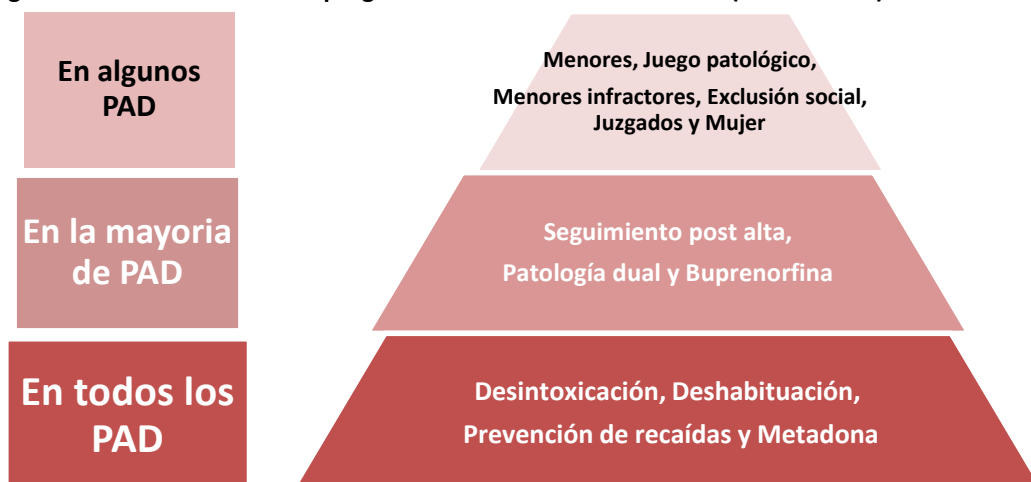 En algunos
PAD
Menores, Juego patológico,
Menores infractores, Exclusión social,
Juzgados y Mujer
En la mayoria
de PAD
Seguimiento post alta,
Patología dual y Buprenorfina
En todos los
PAD
Desintoxicación, Deshabituación,
Prevención de recaídas y Metadona